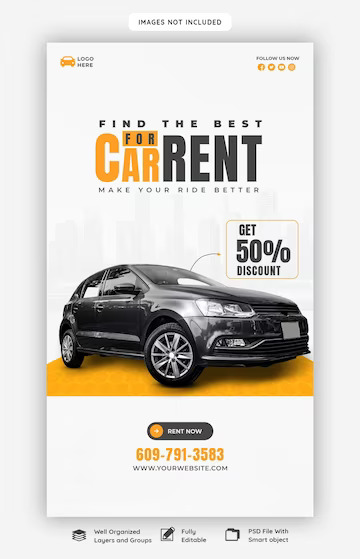 IMAGES NOT INCLUDED
LOGO
HERE
FOLLOW US NOW
FIND THE BEST
FOR
CAR RENT
MAKE YOUR RIDE BETTER
GET
50%
DISCOUNT
RENT NOW
609-791-3583
WWW.YOURWEBSITE.COM
Well Organized
Layers and Groups
Fully
Editable
PSD File With
Smart object